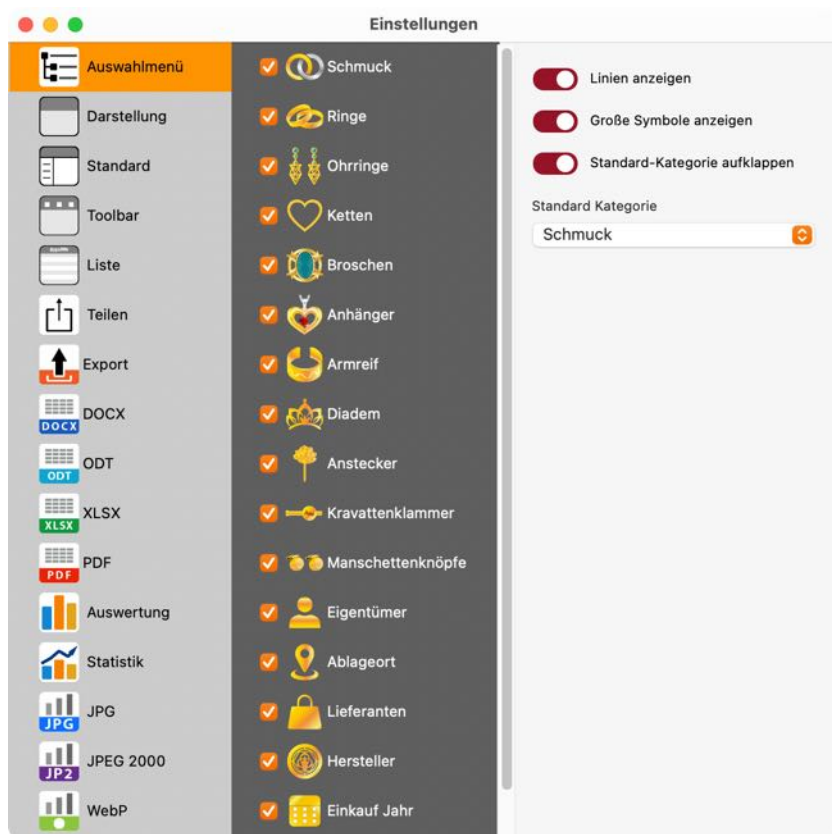 Einstellungen
Auswahlmenü
Darstellung
Standard
Toolbar
Liste
Teilen
Export
DOCX
DOCX
ODT
ODT
XLSX
XLSX
PDF
PDF
Auswertung
Statistik
JPG
JPG
JPEG 2000
JP2
WebP
Schmuck
Ringe
Ohrringe
Ketten
Broschen
Anhänger
Armreif
Diadem
Anstecker
Kravattenklammer
Manschettenknöpfe
Eigentümer
Ablageort
Lieferanten
Hersteller
Einkauf Jahr
Linien anzeigen
Große Symbole anzeigen
Standard-Kategorie aufklappen
Standard Kategorie
Schmuck